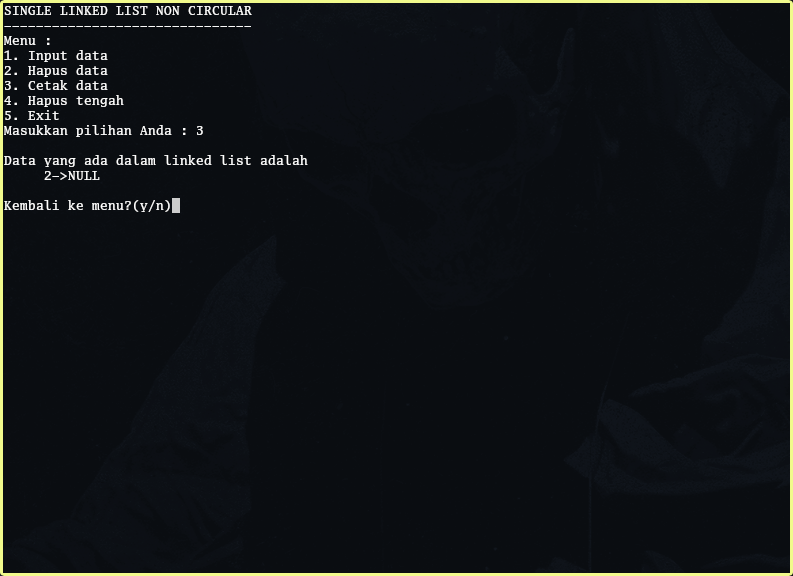 SINGLE LINKED LIST NON CIRCULAR
-------------------------------
Menu :
1. Input data
2. Hapus data
3. Cetak data
4. Hapus tengah
5. Exit
Masukkan pilihan Anda : 3
Data yang ada dalam linked list adalah
2->NULL
Kembali ke menu?(y/n)